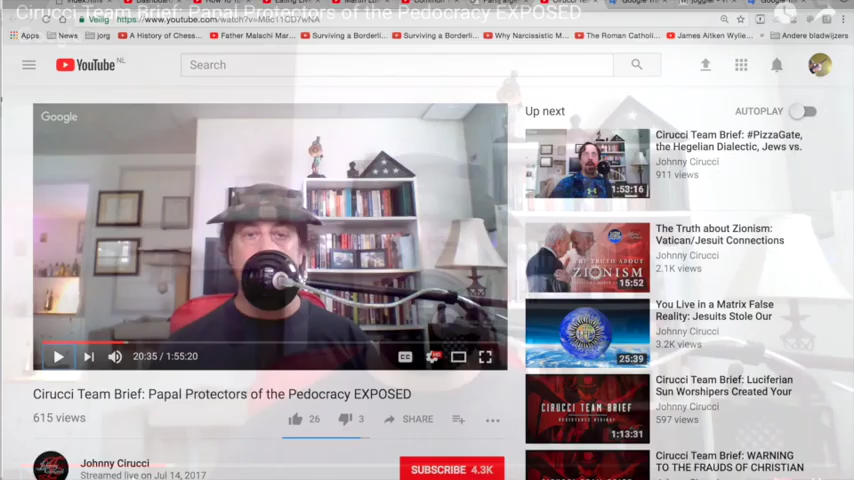 Cirucci Team Brief: Papal Protectors of the Pedocracy EXPOSED
Veilig
https://www.youtube.com/watch?v=M8c11CD7wNA
Apps
bussen
jorg
A History of Chess...
Father Malachi Mar...
Surviving a Borderli...
Surviving a Borderli...
Why Narcissistic M...
The Roman Catholi...
James Aitken Wylie...
»
Andere bladwijzers
YouTube NL
Search
Google
Up next
AUTOPLAY
Cirucci Team Brief: #PizzaGate,
the Hegelian Dialectic, Jews vs.
Johnny Cirucci
911 views
1:53:16
The Truth about Zionism:
Vatican/Jesuit Connections
Johnny Cirucci
2.1K views
THE TRUTH ABOUT
ZIONISM
15:52
You Live in a Matrix False
Reality: Jesuits Stole Our
Johnny Cirucci
3.2K views
25:39
20:35 / 1:55:20
CC
HD
Cirucci Team Brief: Papal Protectors of the Pedocracy EXPOSED
615 views
26
3
SHARE
Cirucci Team Brief: Luciferian
Sun Worshipers Created Your
Johnny Cirucci
597 views
CIRUCCI TEAM BRIEF
1:13:31
Cirucci Team Brief: WARNING
TO THE FRAUDS OF CHRISTIAN
Johnny Cirucci
Streamed live on Jul 14, 2017
SUBSCRIBE 4.3K